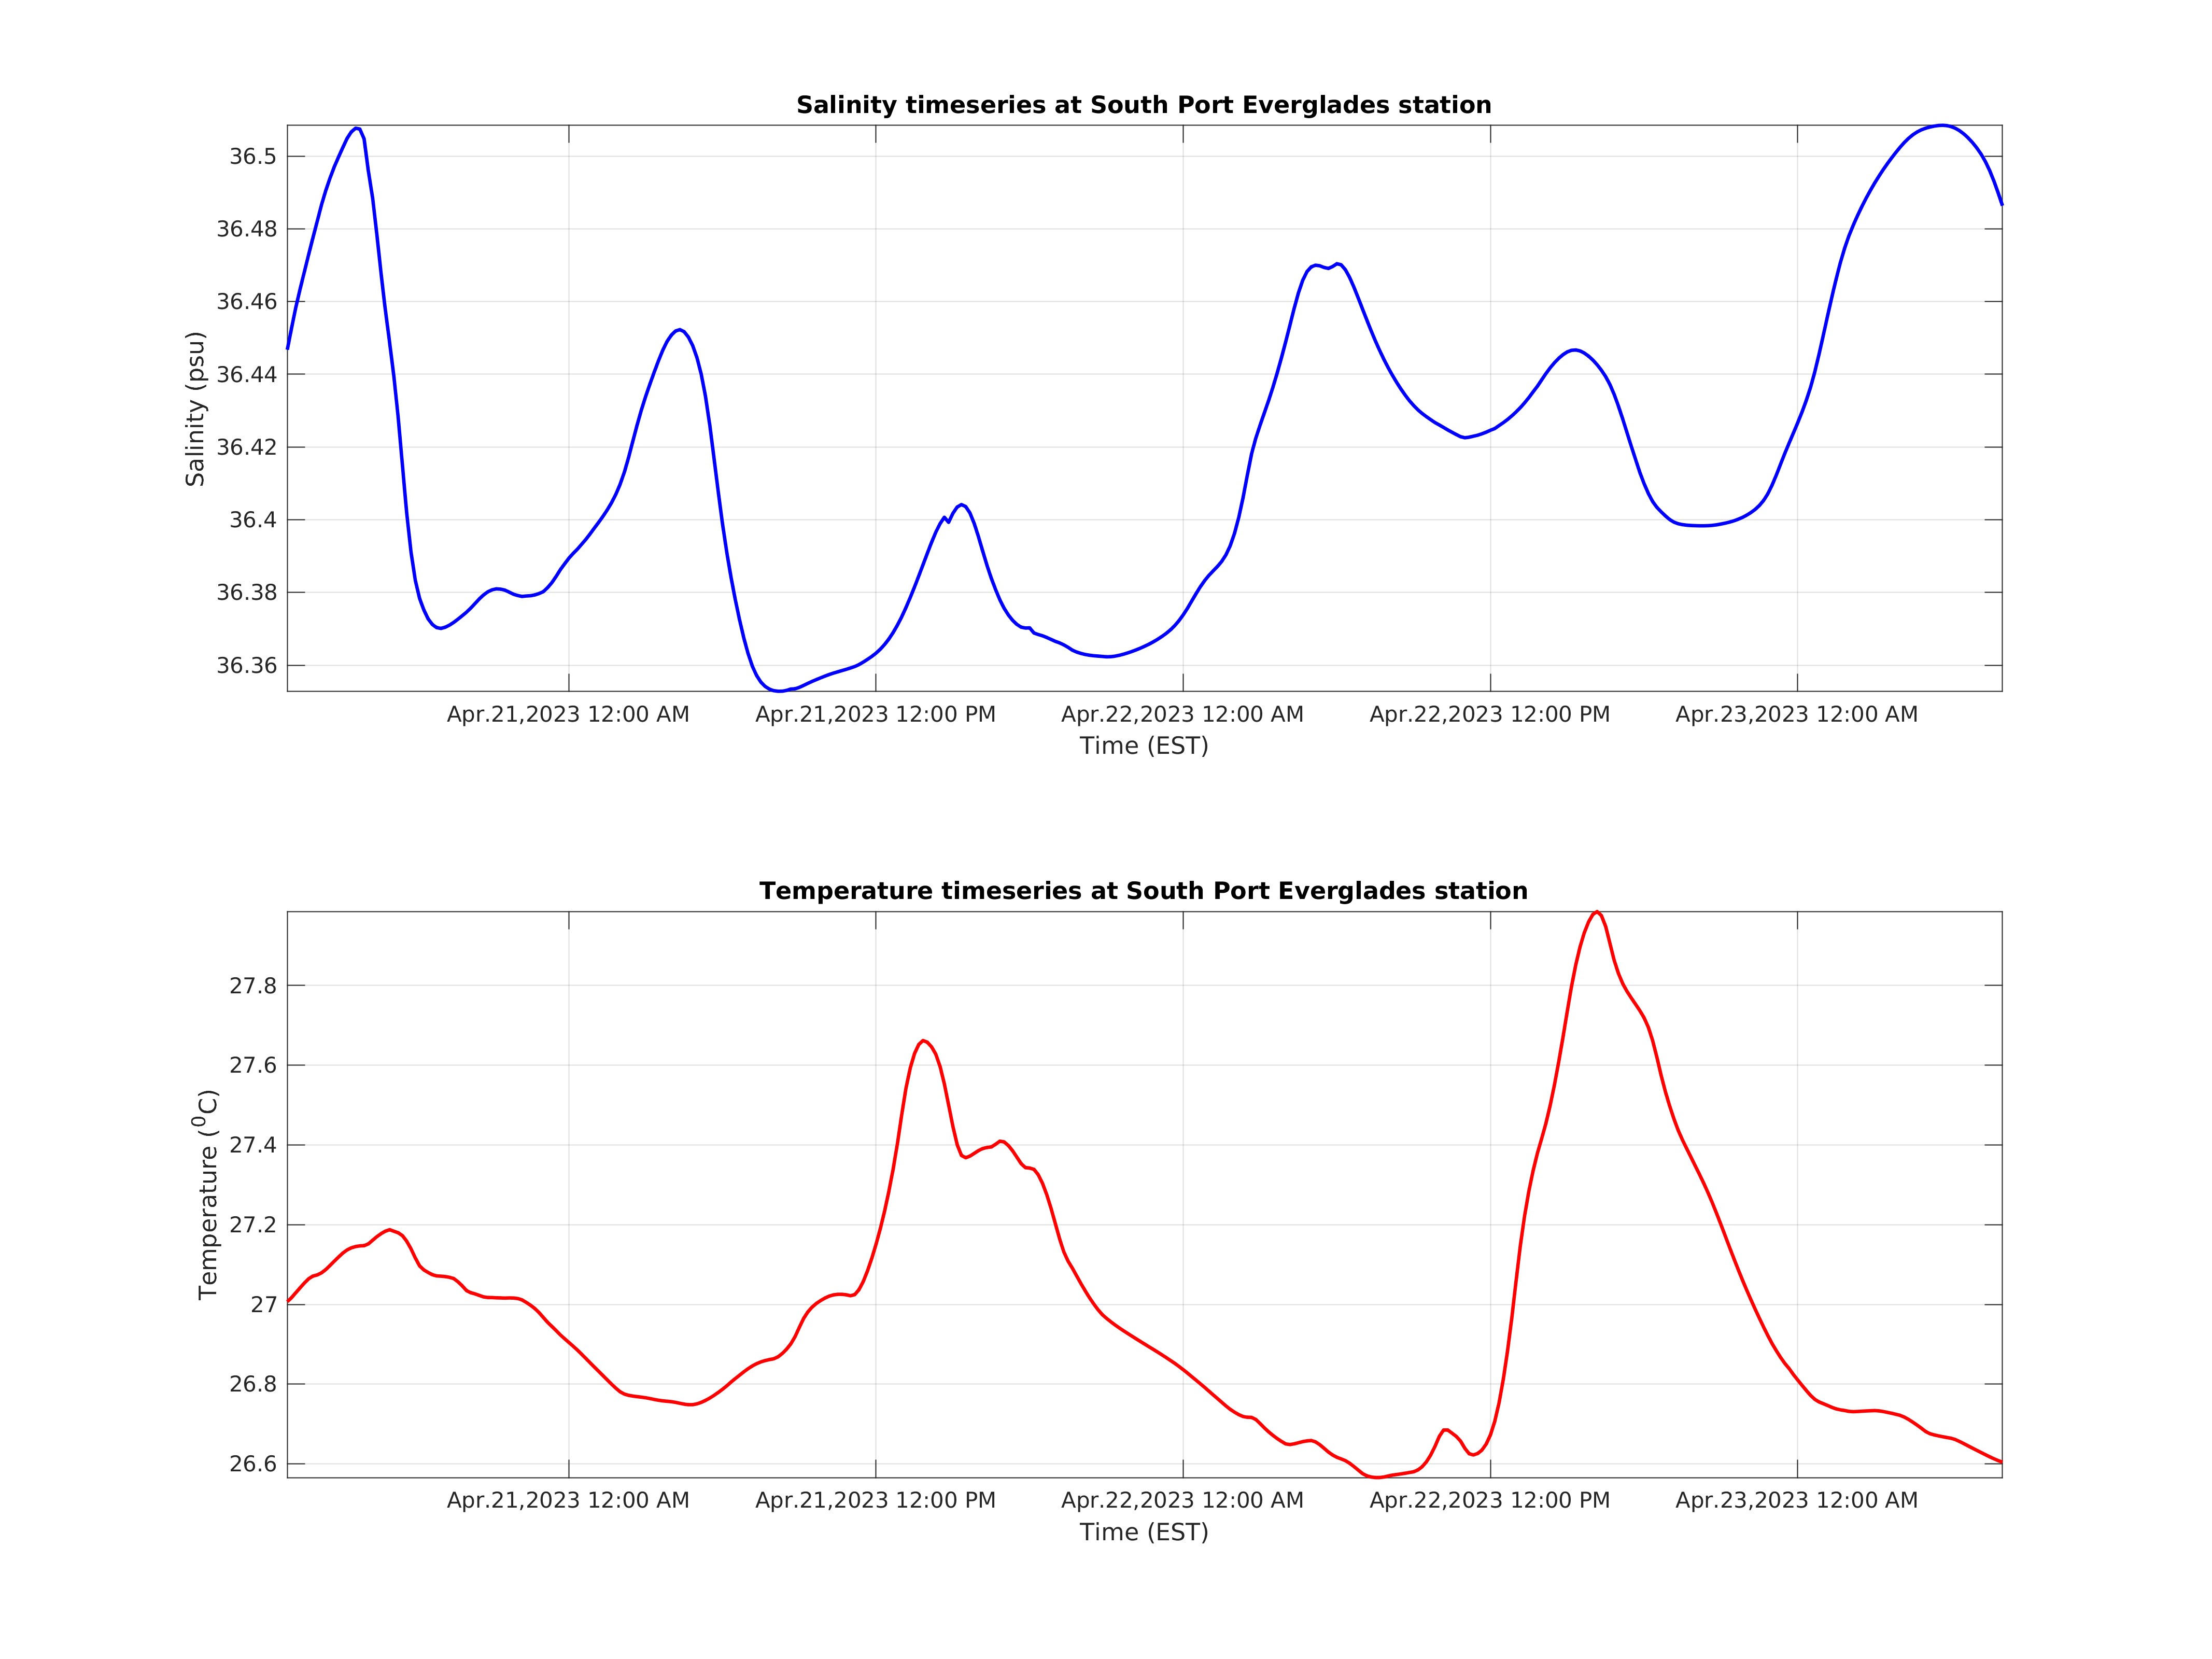 Salinity timeseries at South Port Everglades station
36.5
36.48
36.46
36.44
36.42
36.4
36.38
36.36
Salinity (psu)
Apr.21,2023 12:00 AM Apr.21,2023 12:00 PM Apr.22,2023 12:00 AM Apr.22,2023 12:00 PM Apr.23,2023 12:00 AM
Time (EST)
Temperature timeseries at South Port Everglades station
27.8
27.6
27.4
27.2
27
26.8
26.6
Temperature (⁰C)
Apr.21,2023 12:00 AM Apr.21,2023 12:00 PM Apr.22,2023 12:00 AM Apr.22,2023 12:00 PM Apr.23,2023 12:00 AM
Time (EST)